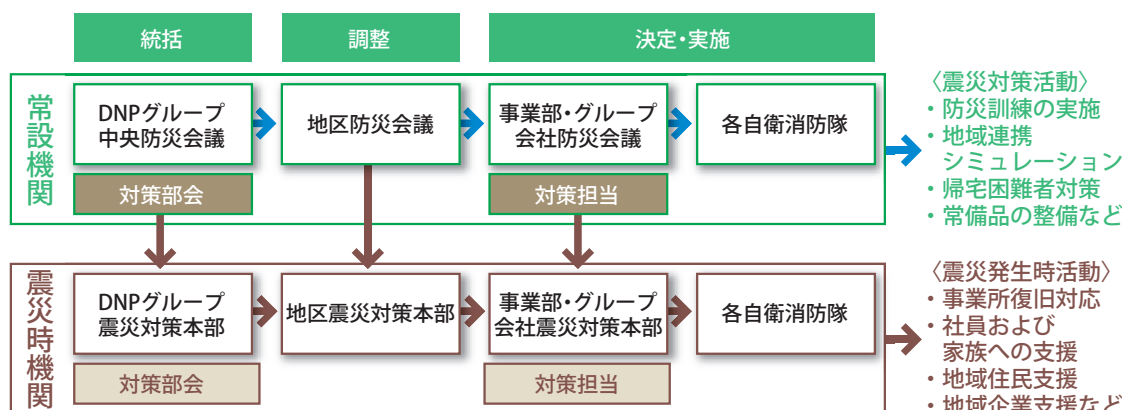 統括
調整
決定・実施
常設機関
DNPグループ
中央防災会議
地区防災会議
事業部・グループ
会社防災会議
各自衛消防隊
対策部会
対策担当
〈震災対策活動〉
・防災訓練の実施
・地域連携
シミュレーション
・帰宅困難者対策
・常備品の整備など
震災時機関
DNPグループ
震災対策本部
地区震災対策本部
事業部・グループ
会社震災対策本部
各自衛消防隊
対策部会
対策担当
〈震災発生時活動〉
・事業所復旧対応
・社員および
家族への支援
・地域住民支援
・地域企業支援など